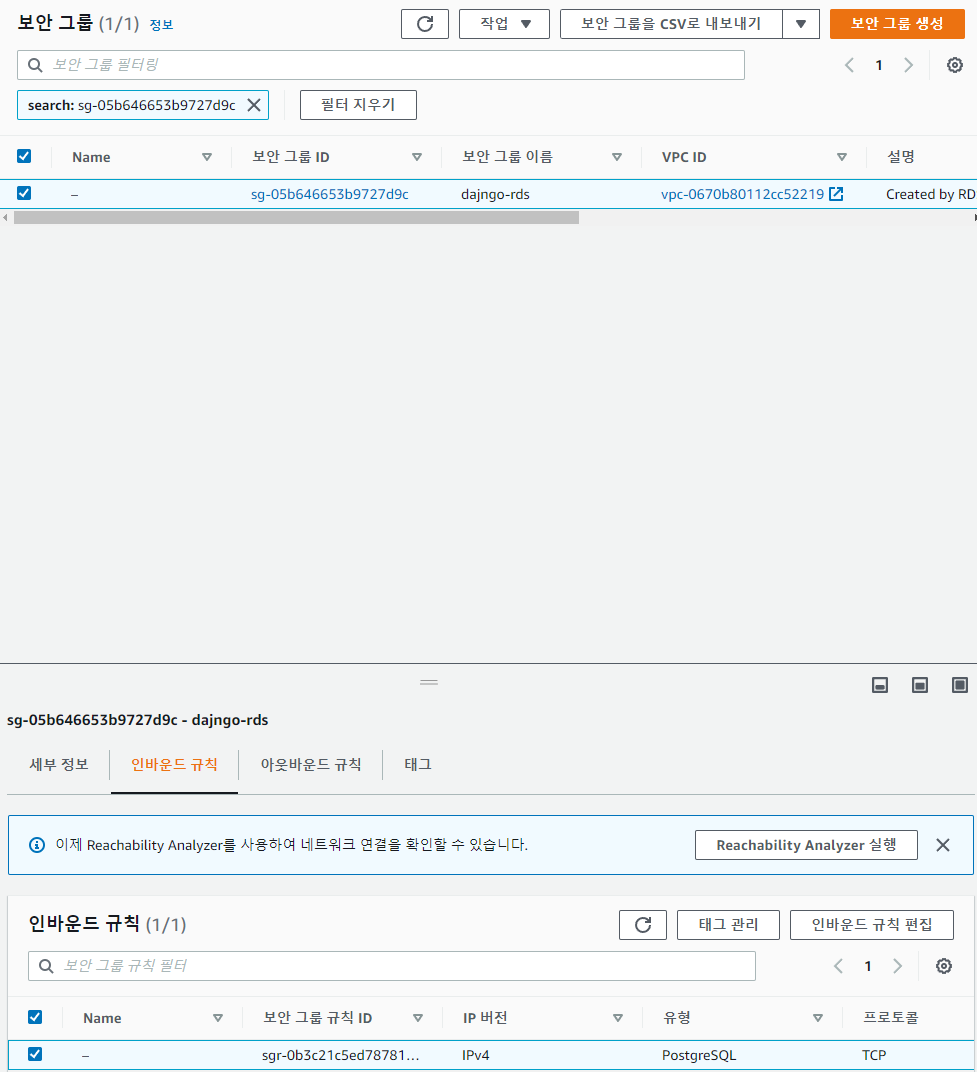 보안 그룹 (1/1) 정보 작업 보안 그룹을 CSV로 내보내기 보안 그룹 생성
보안 그룹 필터링 1
search: sg-05b646653b9727d9c 필터 지우기
Name 보안 그룹 ID 보안 그룹 이름 VPC ID 설명
– sg-05b646653b9727d9c dajngo-rds vpc-0670b80112cc52219 Created by RD
sg-05b646653b9727d9c - dajngo-rds
세부 정보 인바운드 규칙 아웃바운드 규칙 태그
이제 Reachability Analyzer를 사용하여 네트워크 연결을 확인할 수 있습니다. Reachability Analyzer 실행
인바운드 규칙 (1/1) 태그 관리 인바운드 규칙 편집
보안 그룹 규칙 필터 1
Name 보안 그룹 규칙 ID IP 버전 유형 프로토콜
– sgr-0b3c21c5ed78781... IPv4 PostgreSQL TCP